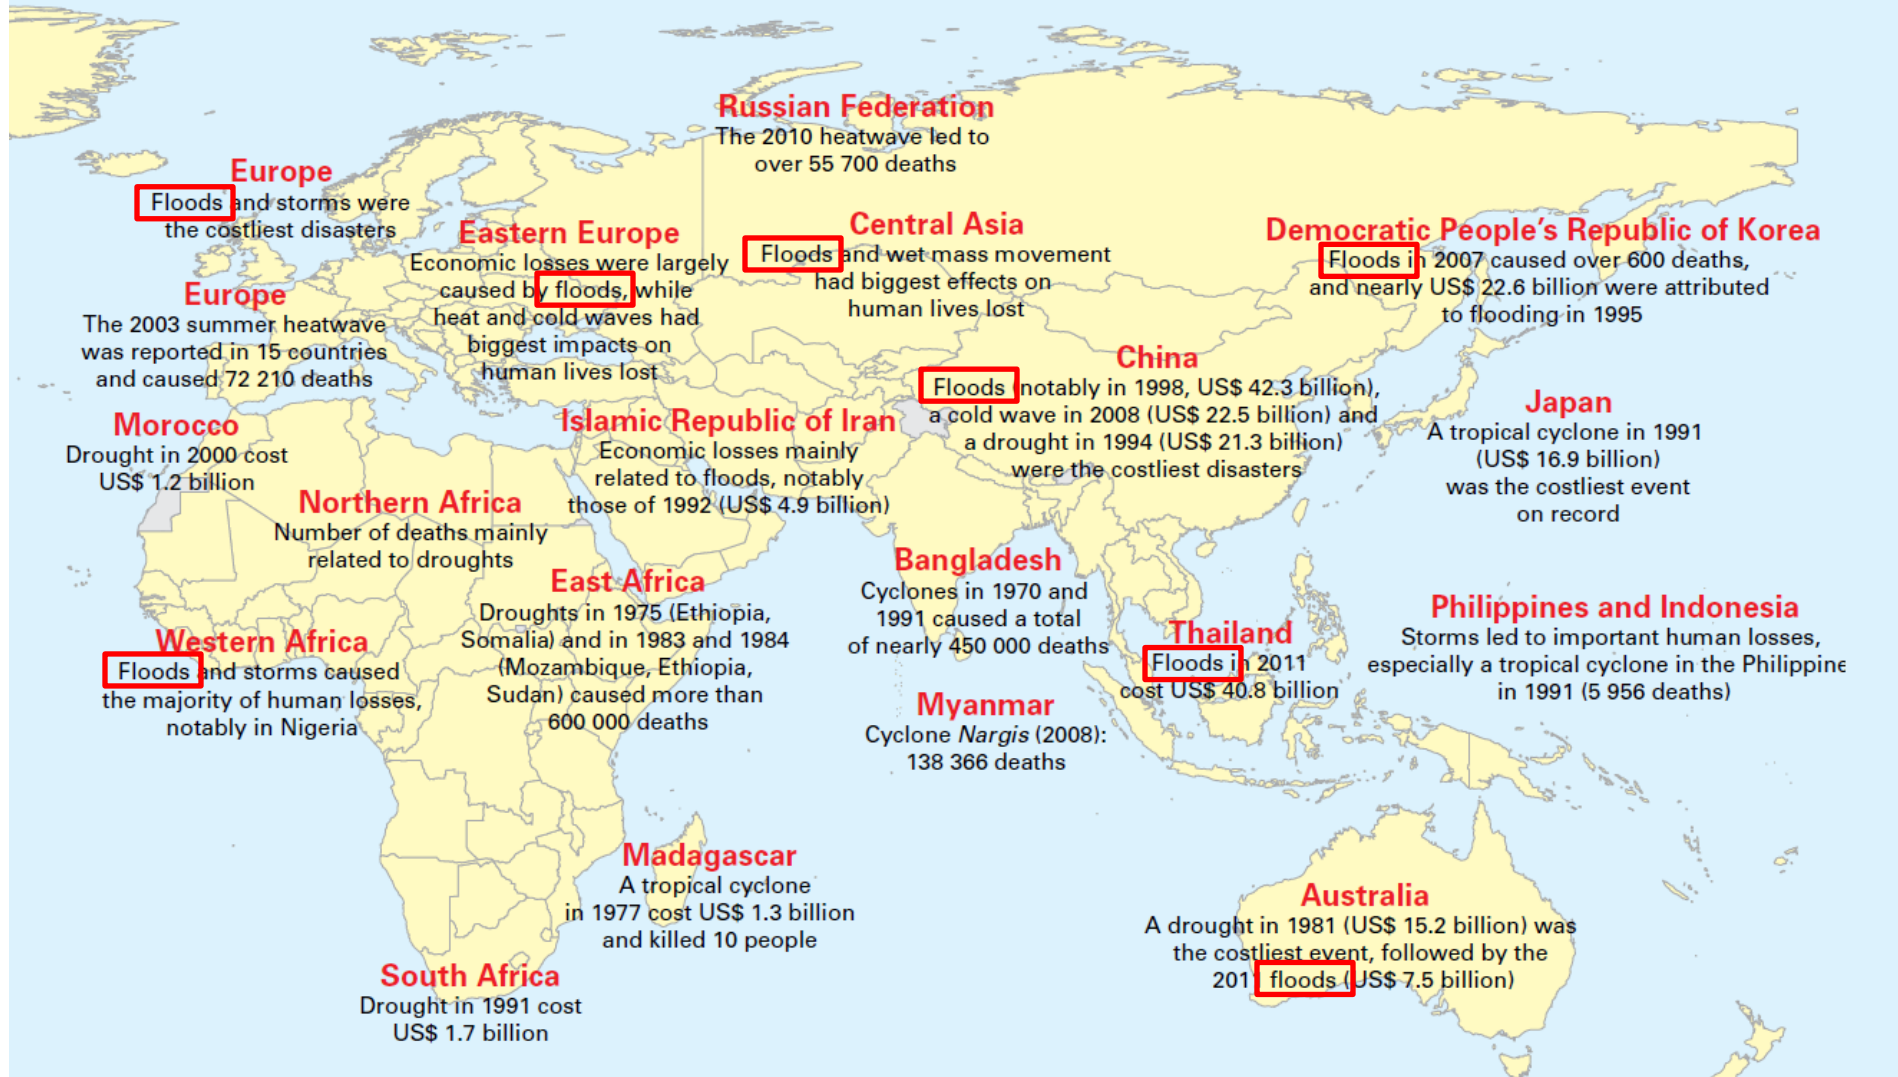 Russian Federation
The 2010 heatwave led to
over 55 700 deaths
Europe
Floods and storms were
the costliest disasters
Eastern Europe
Economic losses were largely
caused by floods, while
heat and cold waves had
biggest impacts on
human lives lost
Central Asia
Floods and wet mass movement
had biggest effects on
human lives lost
Democratic People's Republic of Korea
Floods in 2007 caused over 600 deaths,
and nearly US$ 22.6 billion were attributed
to flooding in 1995
Europe
The 2003 summer heatwave
was reported in 15 countries
and caused 72 210 deaths
China
Floods (notably in 1998, US$ 42.3 billion),
a cold wave in 2008 (US$ 22.5 billion) and
a drought in 1994 (US$ 21.3 billion)
were the costliest disasters
Japan
A tropical cyclone in 1991
(US$ 16.9 billion)
was the costliest event
on record
Morocco
Drought in 2000 cost
US$ 1.2 billion
Islamic Republic of Iran
Economic losses mainly
related to floods, notably
those of 1992 (US$ 4.9 billion)
Northern Africa
Number of deaths mainly
related to droughts
Bangladesh
Cyclones in 1970 and
1991 caused a total
of nearly 450 000 deaths
East Africa
Droughts in 1975 (Ethiopia,
Somalia) and in 1983 and 1984
(Mozambique, Ethiopia,
Sudan) caused more than
600 000 deaths
Philippines and Indonesia
Storms led to important human losses,
especially a tropical cyclone in the Philippine
in 1991 (5 956 deaths)
Western Africa
Floods and storms caused
the majority of human losses,
notably in Nigeria
Thailand
Floods in 2011
cost US$ 40.8 billion
Myanmar
Cyclone Nargis (2008):
138 366 deaths
Madagascar
A tropical cyclone
in 1977 cost US$ 1.3 billion
and killed 10 people
Australia
A drought in 1981 (US$ 15.2 billion) was
the costliest event, followed by the
2011 floods (US$ 7.5 billion)
South Africa
Drought in 1991 cost
US$ 1.7 billion